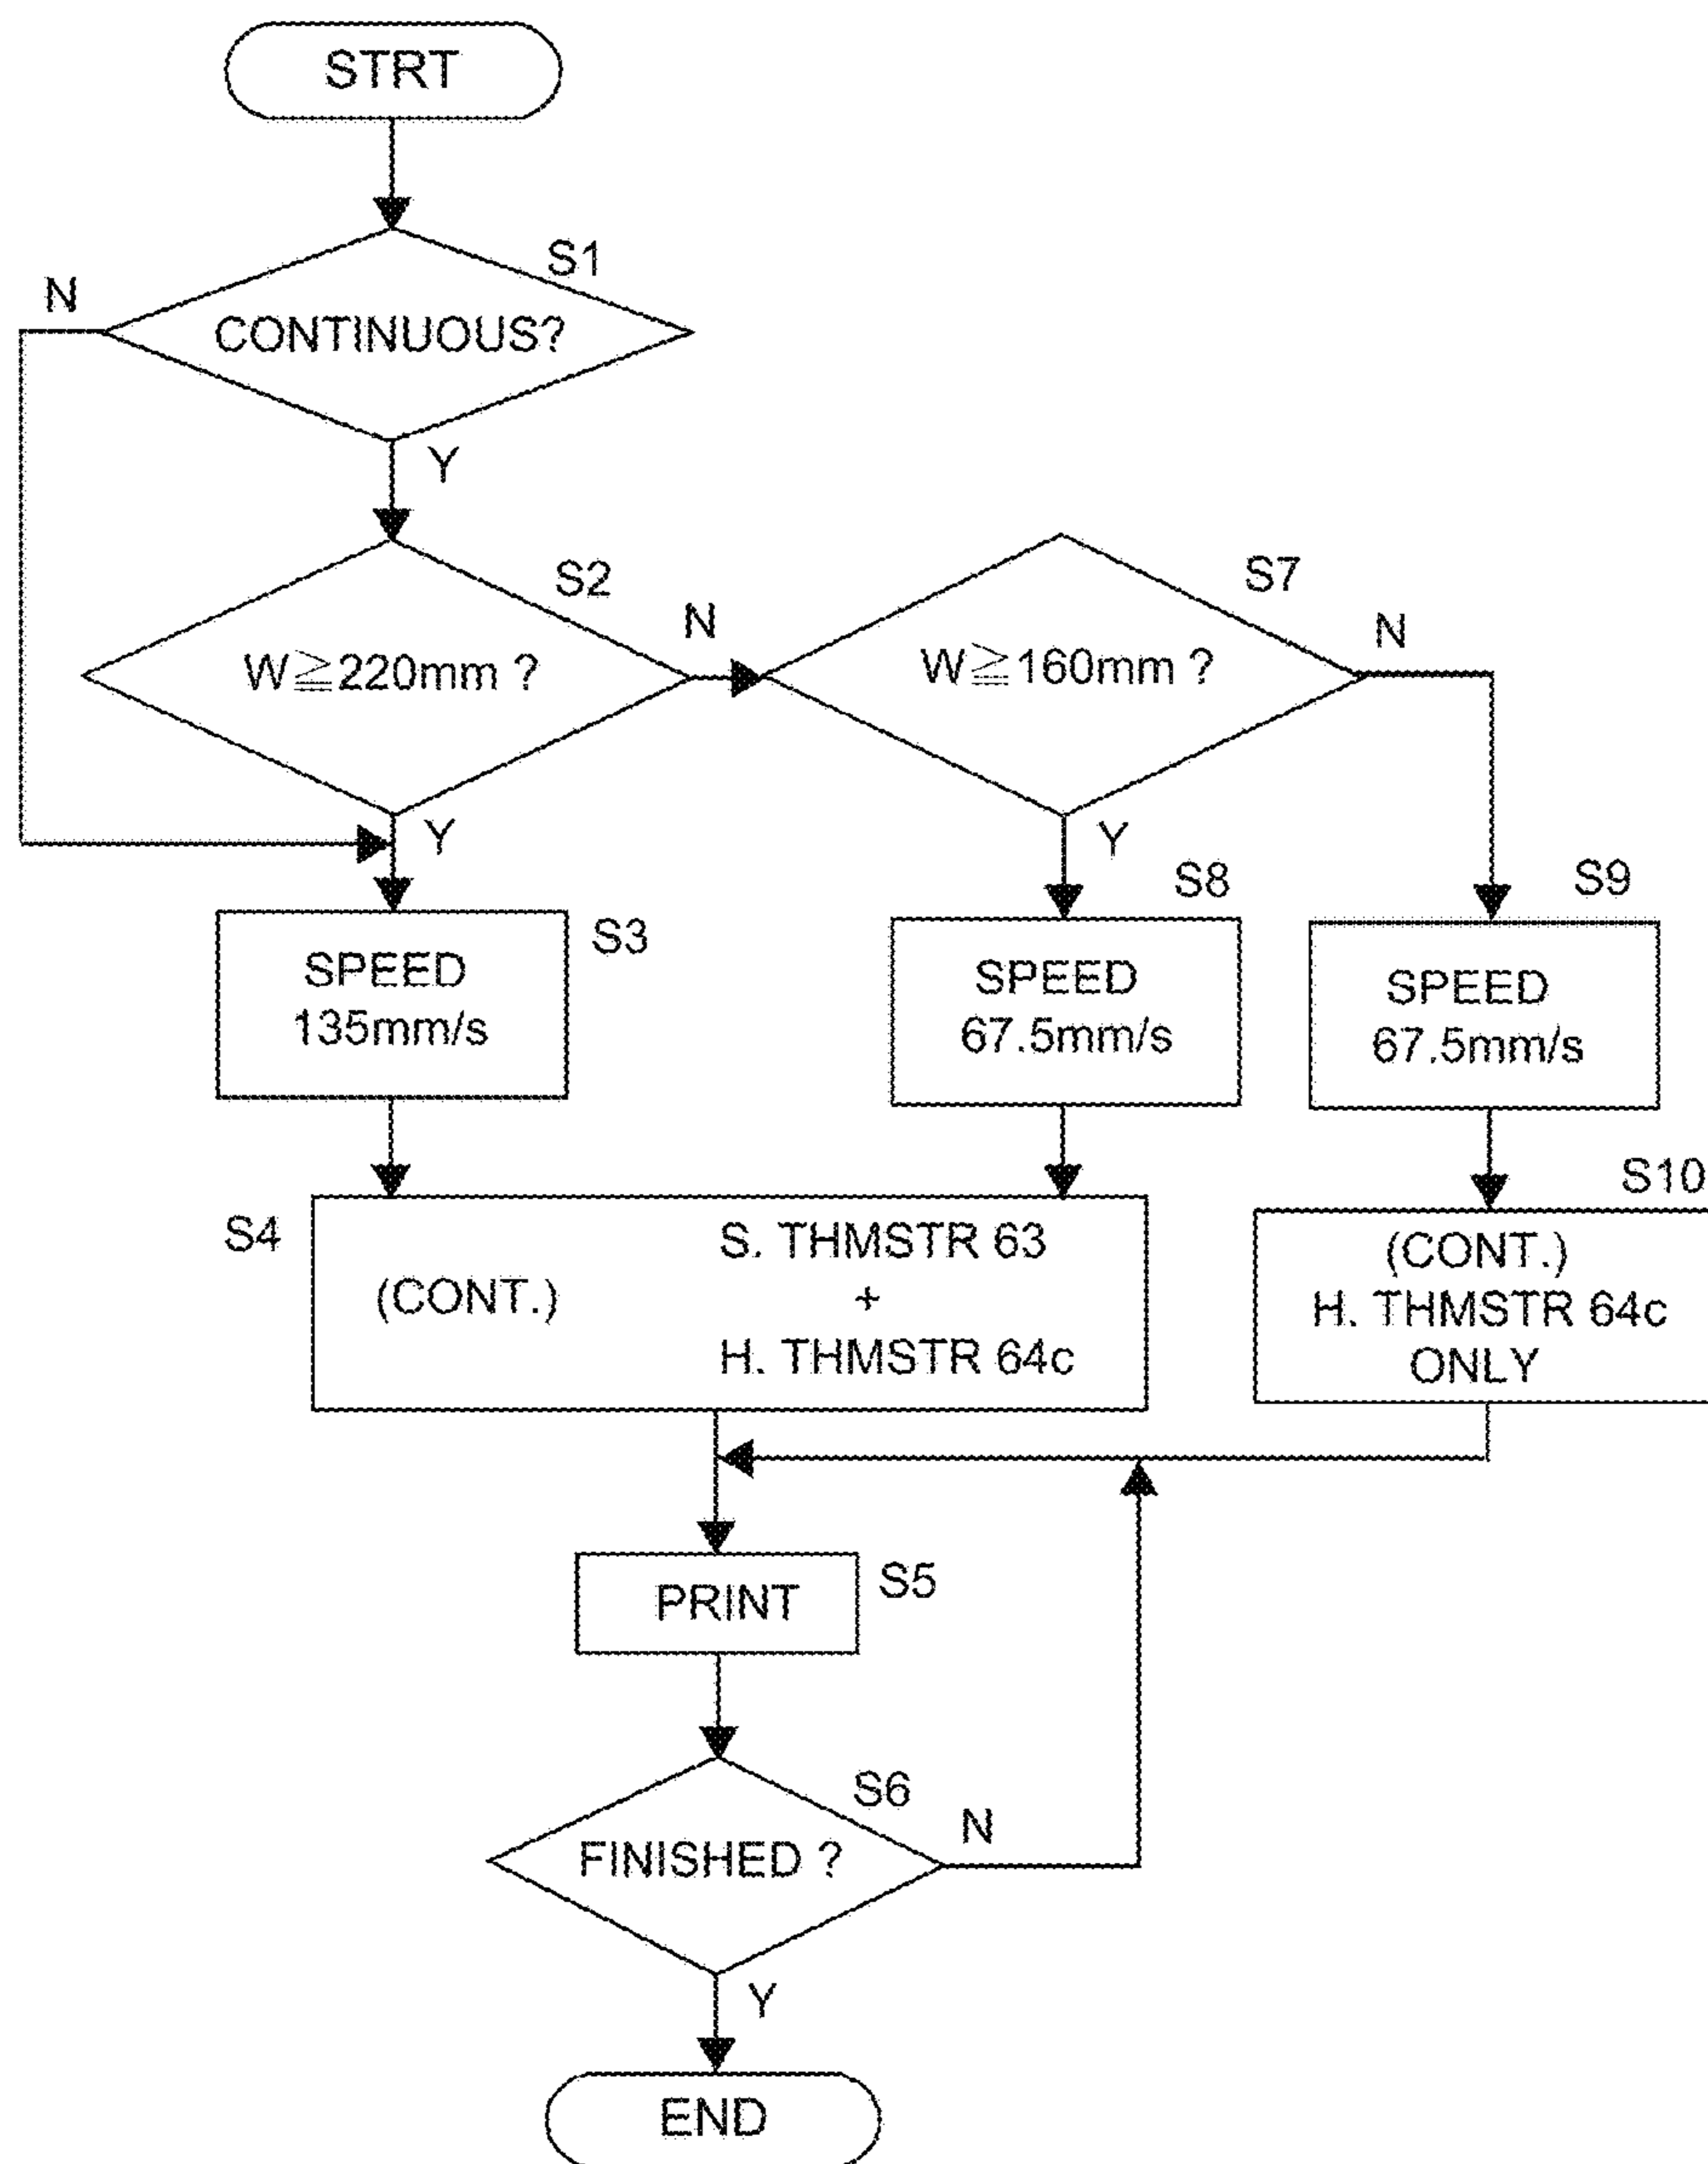 STRT
S1
N
CONTINUOUS?
Y
S2
N
W≧220mm ?
Y
S7
N
W≧160mm ?
Y
S3
SPEED
135mm/s
S8
SPEED
67.5mm/s
S9
SPEED
67.5mm/s
S4
(CONT.)
S. THMSTR 63
+
H. THMSTR 64c
S10
(CONT.)
H. THMSTR 64c
ONLY
PRINT
S5
S6
FINISHED ?
N
Y
END